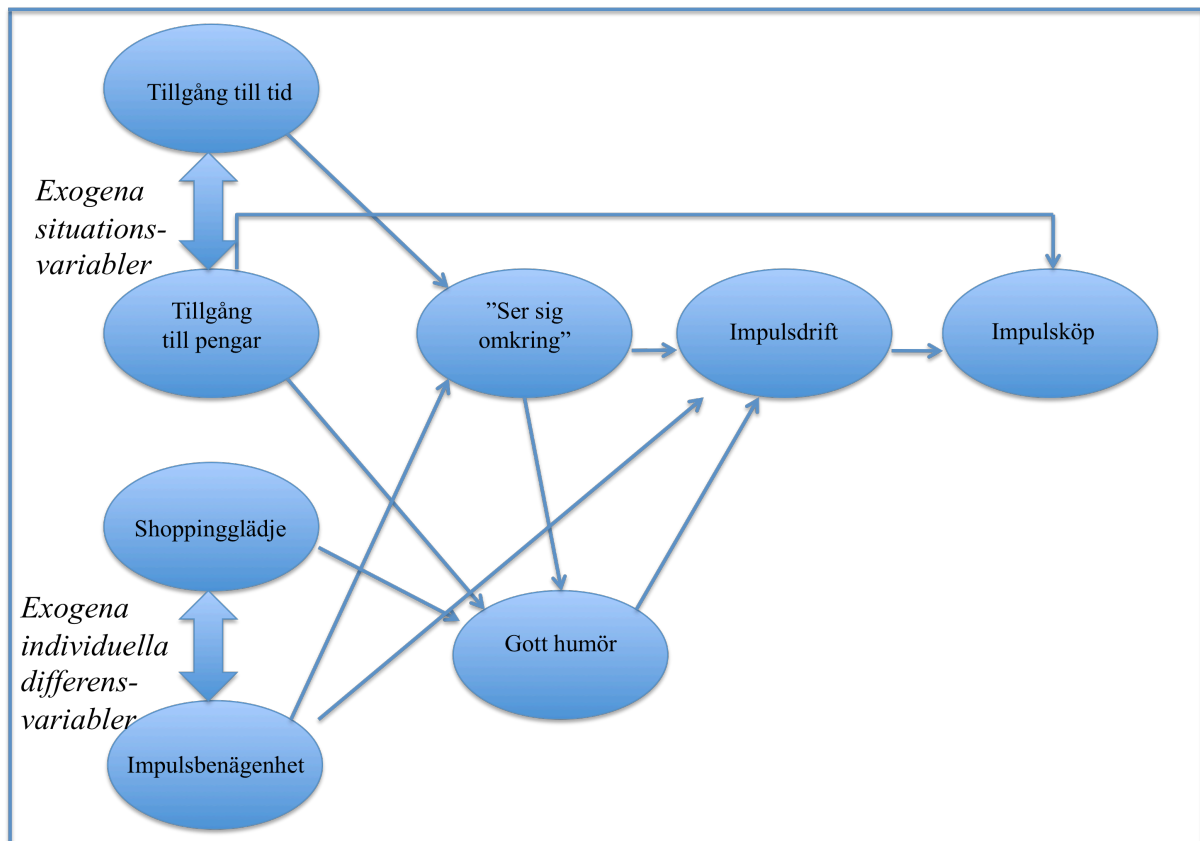 Tillgång till tid
Exogena
situations-
variabler
Tillgång
till pengar
”Ser sig
omkring”
Impulsdrift
Impulsköp
Shoppingglädje
Exogena
individuella
differens-
variabler
Gott humör
Impulsbenägenhet